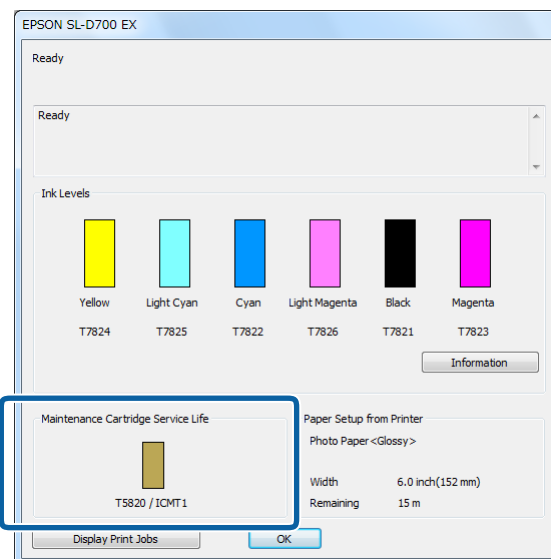 EPSON SL-D700 EX
Ready
Ready
Ink Levels
Yellow Light Cyan Cyan Light Magenta Black Magenta
T7824 T7825 T7822 T7826 T7821 T7823
Information
Maintenance Cartridge Service Life
T5820 / ICMT1
Paper Setup from Printer
Photo Paper<Glossy>
Width 6.0 inch(152 mm)
Remaining 15 m
Display Print Jobs OK